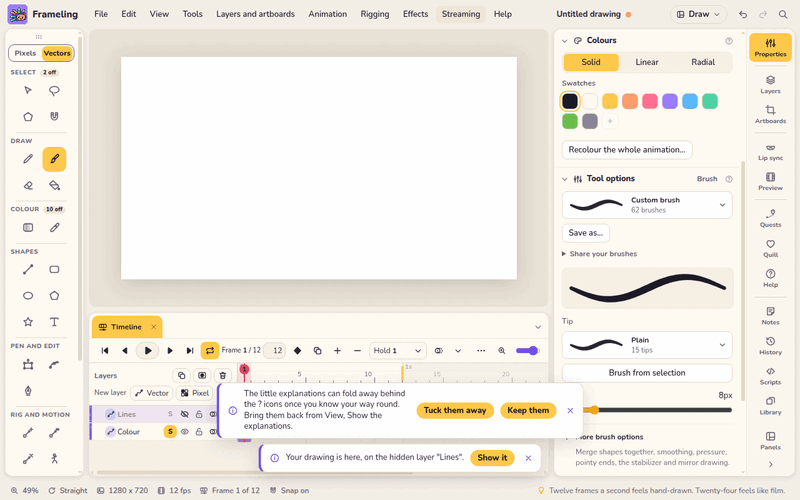 Frameling
File Edit View Tools Layers and artboards Animation Rigging Effects Streaming Help
Untitled drawing
Draw
Pixels Vectors
SELECT 2 off
DRAW
COLOUR 10 off
SHAPES
T
PEN AND EDIT
RIG AND MOTION
Timeline
Frame 1 / 12
12
Hold 1
Layers
New layer Vector Pixel
1
1s
5 10 15 20
Lines S
Colour S
The little explanations can fold away behind
the ? icons once you know your way round.
Bring them back from View, Show the
explanations.
Tuck them away Keep them
Your drawing is here, on the hidden layer "Lines".
Show it
Colours
Solid Linear Radial
Swatches
+
Recolour the whole animation...
Tool options Brush
Custom brush
62 brushes
Save as...
Share your brushes
Tip
Plain
15 tips
Brush from selection
8px
More brush options
Merge shapes together, smoothing, pressure,
pointy ends, the stabilizer and mirror drawing.
Properties
Layers
Artboards
Lip sync
Preview
Quests
Quill
Help
Notes
History
Scripts
Library
Panels
49% Straight 1280 x 720 12 fps Frame 1 of 12 Snap on
Twelve frames a second feels hand-drawn. Twenty-four feels like film.